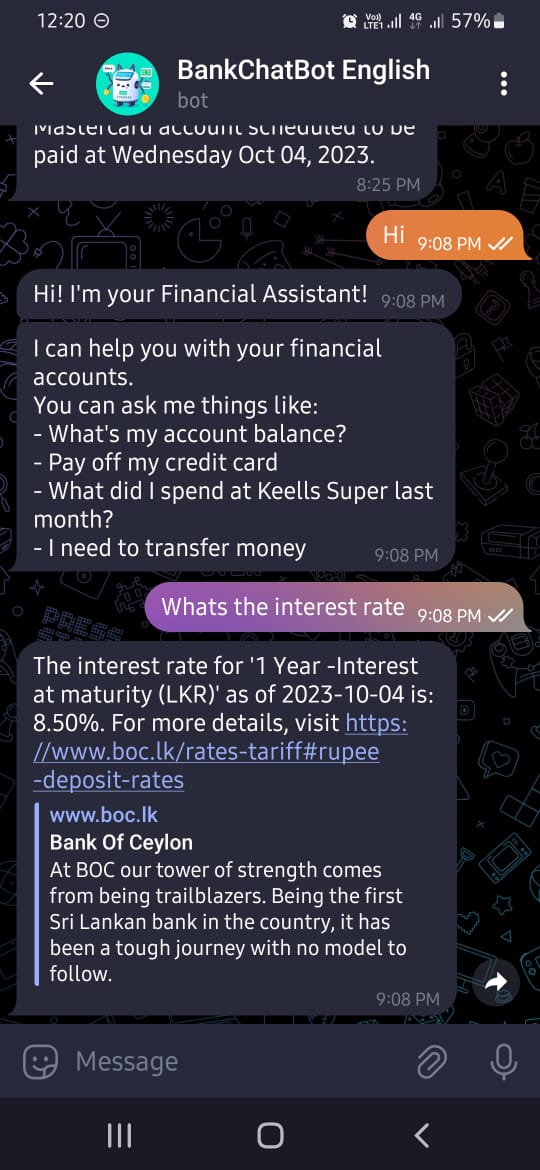 12:20
Vo)) LTE1 4G 57%
BankChatBot English
bot
Mastercard account scheduled to be
paid at Wednesday Oct 04, 2023.
8:25 PM
Hi 9:08 PM
Hi! I'm your Financial Assistant! 9:08 PM
I can help you with your financial
accounts.
You can ask me things like:
- What's my account balance?
- Pay off my credit card
- What did I spend at Keells Super last
month?
- I need to transfer money 9:08 PM
Whats the interest rate 9:08 PM
The interest rate for '1 Year -Interest
at maturity (LKR)' as of 2023-10-04 is:
8.50%. For more details, visit https:
//www.boc.lk/rates-tariff#rupee
-deposit-rates
www.boc.lk
Bank Of Ceylon
At BOC our tower of strength comes
from being trailblazers. Being the first
Sri Lankan bank in the country, it has
been a tough journey with no model to
follow.
9:08 PM
Message